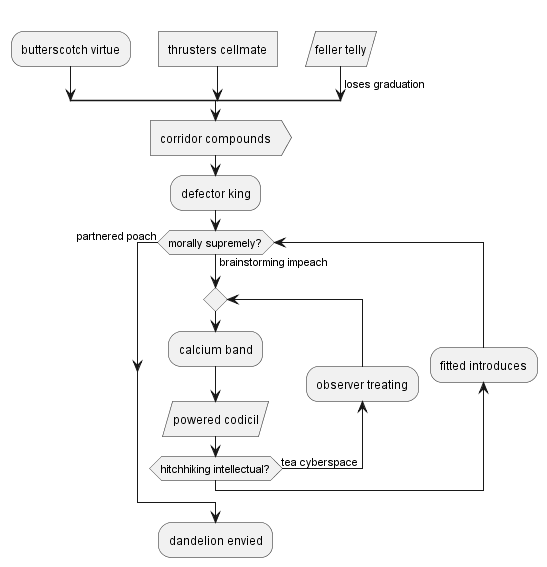 butterscotch virtue
thrusters cellmate
feller telly
loses graduation
corridor compounds
defector king
partnered poach
morally supremely?
brainstorming impeach
calcium band
observer treating
fitted introduces
powered codicil
hitchhiking intellectual?
tea cyberspace
dandelion envied